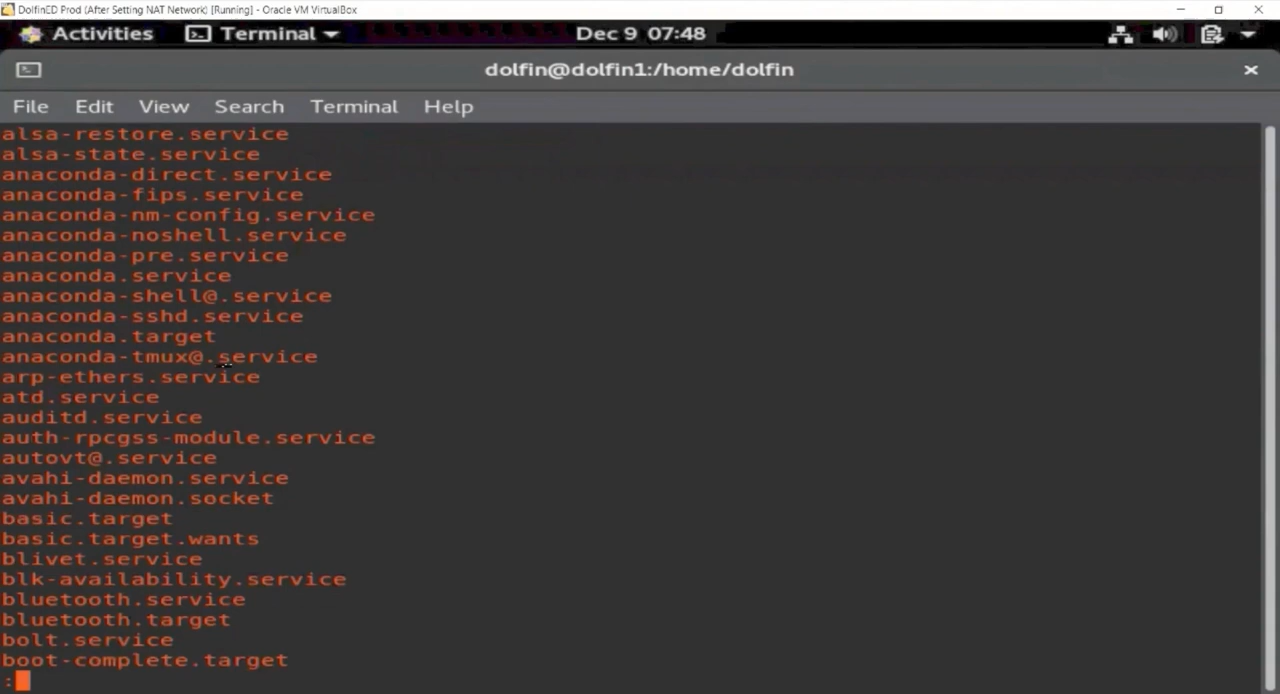 DolfinED Prod (After Setting NAT Network) [Running] - Oracle VM VirtualBox
Activities Terminal Dec 9 07:48
dolfin@dolfin1:/home/dolfin
File Edit View Search Terminal Help
alsa-restore.service
alsa-state.service
anaconda-direct.service
anaconda-fips.service
anaconda-nm-config.service
anaconda-noshell.service
anaconda-pre.service
anaconda.service
anaconda-shell@.service
anaconda-sshd.service
anaconda.target
anaconda-tmux@.service
arp-ethers.service
atd.service
auditd.service
auth-rpcgss-module.service
autovt@.service
avahi-daemon.service
avahi-daemon.socket
basic.target
basic.target.wants
blivet.service
blk-availability.service
bluetooth.service
bluetooth.target
bolt.service
boot-complete.target
: